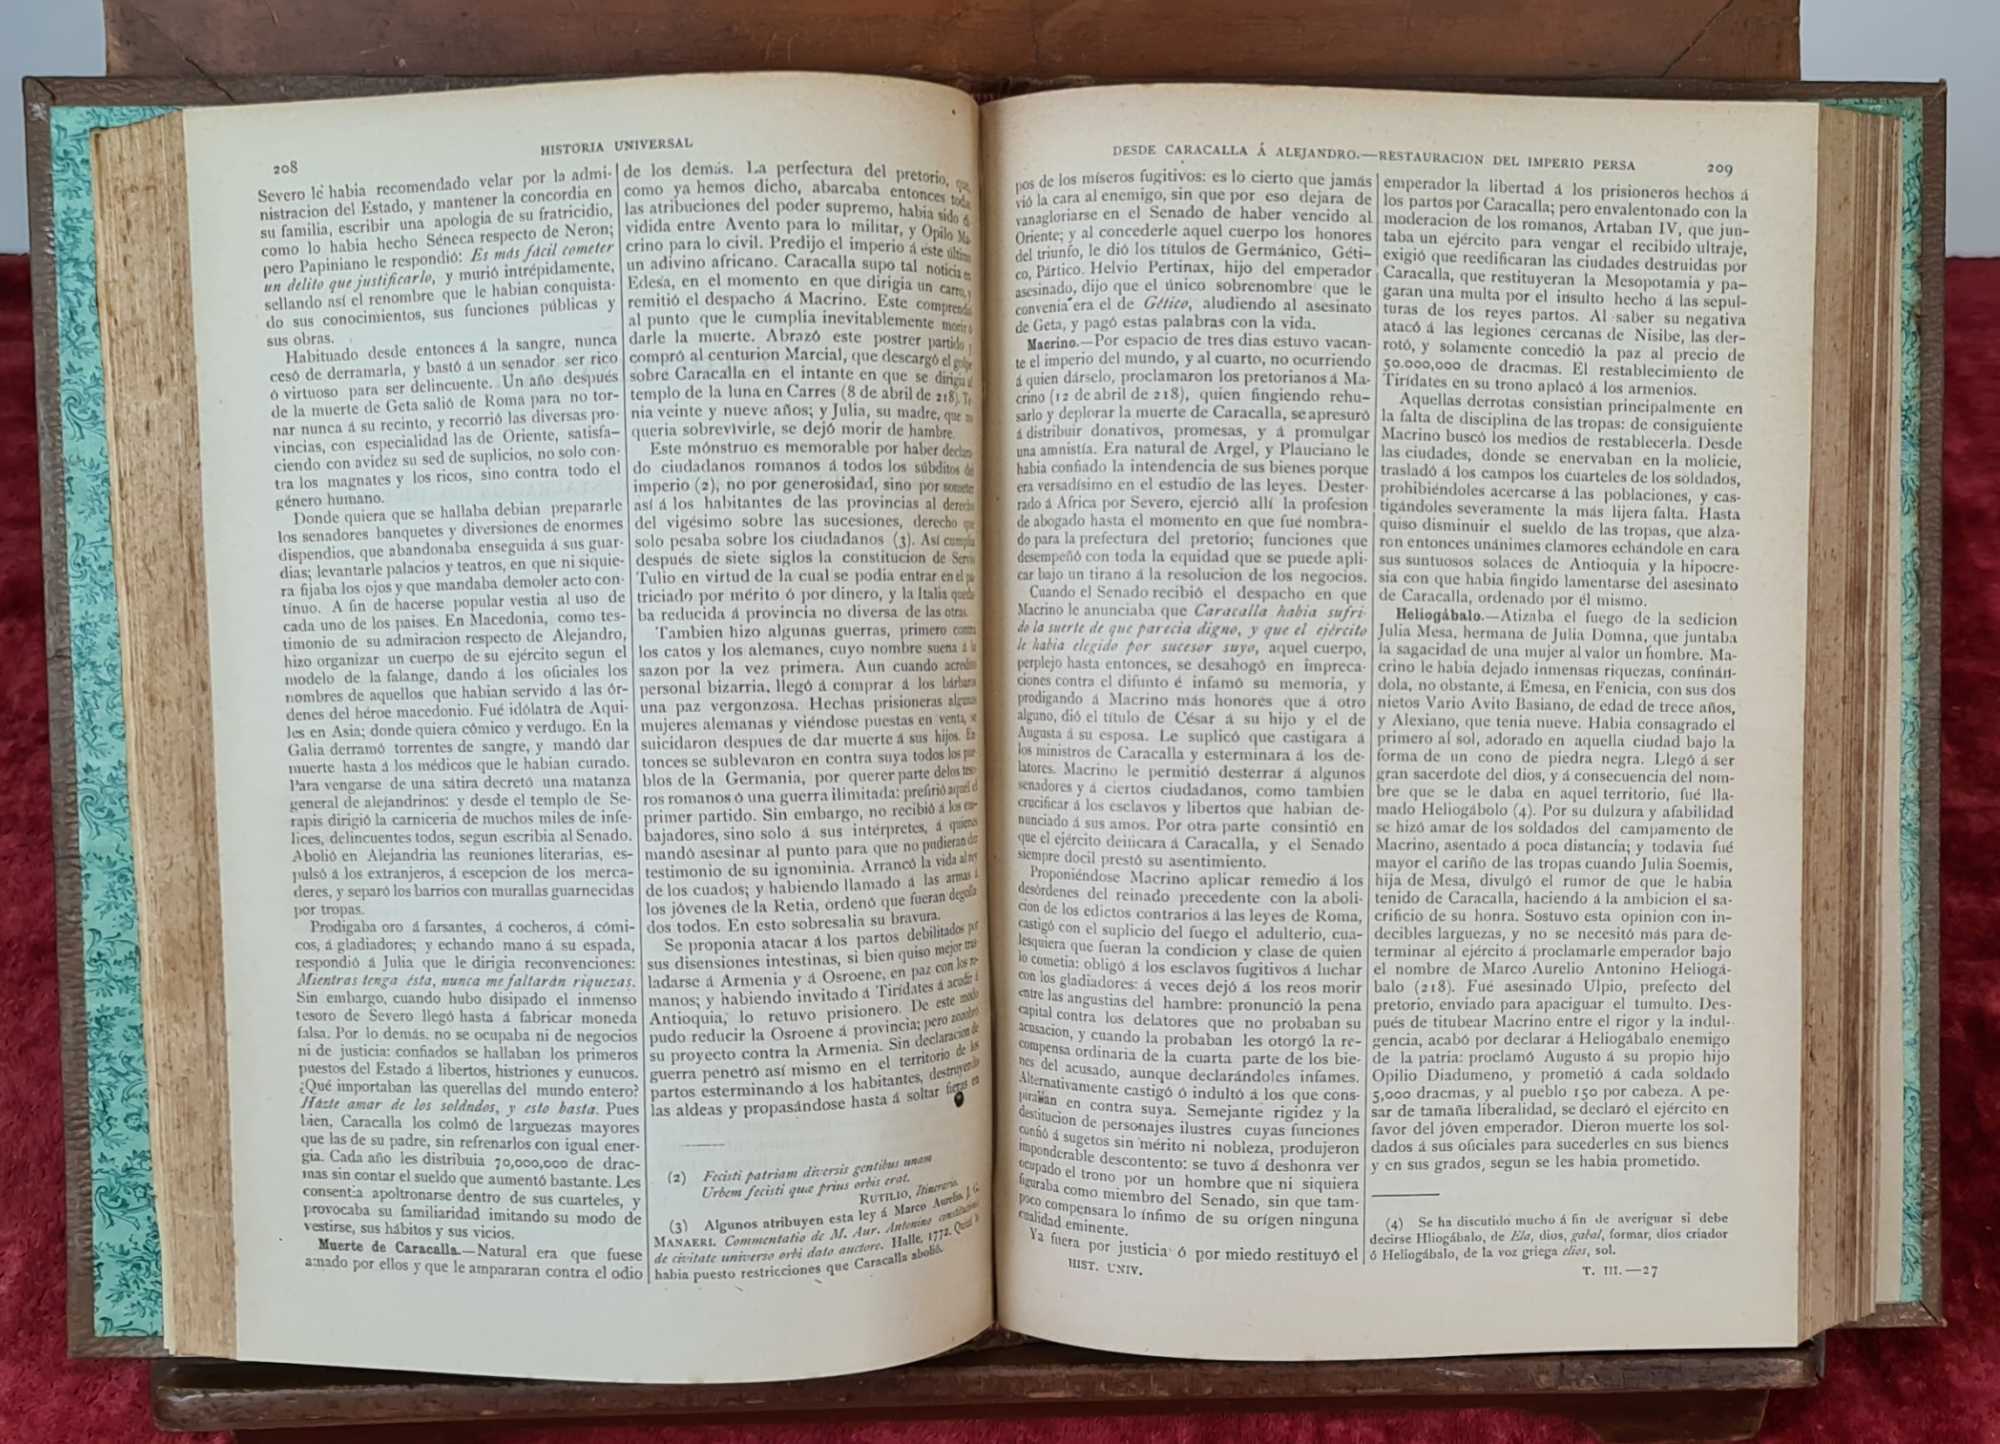 208
HISTORIA UNIVERSAL
Severo le habia recomendado velar por la admi-
nistracion del Estado, y mantener la concordia en
su familia, escribir una apologia de su fratricidio,
como lo habia hecho Séneca respecto de Neron;
pero Papiniano le respondió: Es más fácil cometer
un delito que justificarlo, y murió intrépidamente,
sellando así el renombre que le habian conquista-
do sus conocimientos, sus funciones públicas y
sus obras.
Habituado desde entonces á la sangre, nunca
cesó de derramarla, y bastó á un senador ser rico
ó virtuoso para ser delincuente. Un año después
de la muerte de Geta salió de Roma para no tor-
nar nunca á su recinto, y recorrió las diversas pro-
vincias, con especialidad las de Oriente, satisfa-
ciendo con avidez su sed de suplicios, no solo con-
tra los magnates y los ricos, sino contra todo el
género humano.
Donde quiera que se hallaba debian prepararle
los senadores banquetes y diversiones de enormes
dispendios, que abandonaba enseguida á sus guar-
dias; levantarle palacios y teatros, en que ni siquie-
ra fijaba los ojos y que mandaba demoler acto con-
tínuo. A fin de hacerse popular vestia al uso de
cada uno de los paises. En Macedonia, como tes-
timonio de su admiracion respecto de Alejandro,
hizo organizar un cuerpo de su ejército segun el
modelo de la falange, dando á los oficiales los
nombres de aquellos que habian servido á las ór-
denes del héroe macedonio. Fué idólatra de Aqui-
les en Asia; donde quiera cómico y verdugo. En la
Galia derramó torrentes de sangre, y mandó dar
muerte hasta á los médicos que le habian curado.
Para vengarse de una sátira decretó una matanza
general de alejandrinos: y desde el templo de Se-
rapis dirigió la carniceria de muchos miles de infe-
lices, delincuentes todos, segun escribia al Senado.
Abolió en Alejandria las reuniones literarias, es-
pulsó á los extranjeros, á escepcion de los merca-
deres, y separó los barrios con murallas guarnecidas
por tropas.
Prodigaba oro á farsantes, á cocheros, á cómi-
cos, á gladiadores; y echando mano á su espada,
respondió á Julia que le dirigia reconvenciones:
Mientras tenga ésta, nunca me faltarán riquezas.
Sin embargo, cuando hubo disipado el inmenso
tesoro de Severo llegó hasta á fabricar moneda
falsa. Por lo demás, no se ocupaba ni de negocios
ni de justicia: confiados se hallaban los primeros
puestos del Estado á libertos, histriones y eunucos.
¿Qué importaban las querellas del mundo entero?
Házte amar de los soldados, y esto basta. Pues
bien, Caracalla los colmó de larguezas mayores
que las de su padre, sin refrenarlos con igual ener-
gia. Cada año les distribuia 70,000,000 de drac-
mas sin contar el sueldo que aumentó bastante. Les
consentia apoltronarse dentro de sus cuarteles, y
provocaba su familiaridad imitando su modo de
vestirse, sus hábitos y sus vicios.
Muerte de Caracalla.—Natural era que fuese
amado por ellos y que le ampararan contra el odio
de los demás. La perfectura del pretorio, que,
como ya hemos dicho, abarcaba entonces todas
las atribuciones del poder supremo, habia sido di-
vidida entre Avento para lo militar, y Opilo Ma-
crino para lo civil. Predijo el imperio á este último
un adivino africano. Caracalla supo tal noticia en
Edesa, en el momento en que dirigia un carro, y
remitió el despacho á Macrino. Este comprendió
al punto que le cumplia inevitablemente morir ó
darle la muerte. Abrazó este postrer partido y
compró al centurion Marcial, que descargó el golpe
sobre Caracalla en el intante en que se dirigia al
templo de la luna en Carres (8 de abril de 218). Te-
nia veinte y nueve años; y Julia, su madre, que no
queria sobrevivirle, se dejó morir de hambre.
Este mónstruo es memorable por haber declara-
do ciudadanos romanos á todos los súbditos del
imperio (2), no por generosidad, sino por someter
así á los habitantes de las provincias al derecho
del vigésimo sobre las sucesiones, derecho que
solo pesaba sobre los ciudadanos (3). Así cumplia
después de siete siglos la constitucion de Servio
Tulio en virtud de la cual se podia entrar en el pa-
triciado por mérito ó por dinero, y la Italia queda-
ba reducida á provincia no diversa de las otras.
Tambien hizo algunas guerras, primero contra
los catos y los alemanes, cuyo nombre suena á la
sazon por la vez primera. Aun cuando acreditó
personal bizarria, llegó á comprar á los bárbaros
una paz vergonzosa. Hechas prisioneras algunas
mujeres alemanas y viéndose puestas en venta, se
suicidaron despues de dar muerte á sus hijos. En-
tonces se sublevaron en contra suya todos los pue-
blos de la Germania, por querer parte de los teso-
ros romanos ó una guerra ilimitada: prefirió aquel el
primer partido. Sin embargo, no recibió á los em-
bajadores, sino solo á sus intérpretes, á quienes
mandó asesinar al punto para que no pudieran dar
testimonio de su ignominia. Arrancó la vida al rey
de los cuados; y habiendo llamado á las armas á
los jóvenes de la Retia, ordenó que fueran degolla-
dos todos. En esto sobresalia su bravura.
Se proponia atacar á los partos debilitados por
sus disensiones intestinas, si bien quiso mejor tras-
ladarse á Armenia y á Osroene, en paz con los ro-
manos; y habiendo invitado á Tirídates á acudir á
Antioquia, lo retuvo prisionero. De este modo
pudo reducir la Osroene á provincia; pero zozobró
su proyecto contra la Armenia. Sin declaracion de
guerra penetró así mismo en el territorio de los
partos esterminando á los habitantes, destruyendo
las aldeas y propasándose hasta á soltar fieras en
(2) Fecisti patriam diversis gentibus unam
Urbem fecisti quæ prius orbis erat.
RUTILIO, Itinerario.
(3) Algunos atribuyen esta ley á Marco Aurelio. J. G.
MANAERI. Commentatio de M. Aur. Antonino constitutionis
de civitate universo orbi dato auctore. Halle, 1772. Quizá le
habia puesto restricciones que Caracalla abolió.
DESDE CARACALLA Á ALEJANDRO.—RESTAURACION DEL IMPERIO PERSA
209
pos de los míseros fugitivos: es lo cierto que jamás
vió la cara al enemigo, sin que por eso dejara de
vanagloriarse en el Senado de haber vencido al
Oriente; y al concederle aquel cuerpo los honores
del triunfo, le dió los títulos de Germánico, Géti-
co, Pártico. Helvio Pertinax, hijo del emperador
asesinado, dijo que el único sobrenombre que le
convenia era el de Gético, aludiendo al asesinato
de Geta, y pagó estas palabras con la vida.
Macrino.—Por espacio de tres dias estuvo vacan-
te el imperio del mundo, y al cuarto, no ocurriendo
á quien dárselo, proclamaron los pretorianos á Ma-
crino (12 de abril de 218), quien fingiendo rehu-
sarlo y deplorar la muerte de Caracalla, se apresuró
á distribuir donativos, promesas, y á promulgar
una amnistía. Era natural de Argel, y Plauciano le
habia confiado la intendencia de sus bienes porque
era versadísimo en el estudio de las leyes. Dester-
rado á Africa por Severo, ejerció allí la profesion
de abogado hasta el momento en que fué nombra-
do para la prefectura del pretorio; funciones que
desempeñó con toda la equidad que se puede apli-
car bajo un tirano á la resolucion de los negocios.
Cuando el Senado recibió el despacho en que
Macrino le anunciaba que Caracalla habia sufri-
do la suerte de que parecia digno, y que el ejército
le habia elegido por sucesor suyo, aquel cuerpo,
perplejo hasta entonces, se desahogó en impreca-
ciones contra el difunto é infamó su memoria, y
prodigando á Macrino más honores que á otro
alguno, dió el título de César á su hijo y el de
Augusta á su esposa. Le suplicó que castigara á
los ministros de Caracalla y esterminara á los de-
latores. Macrino le permitió desterrar á algunos
senadores y á ciertos ciudadanos, como tambien
crucificar á los esclavos y libertos que habian de-
nunciado á sus amos. Por otra parte consintió en
que el ejército deificara á Caracalla, y el Senado
siempre docil prestó su asentimiento.
Proponiéndose Macrino aplicar remedio á los
desórdenes del reinado precedente con la aboli-
cion de los edictos contrarios á las leyes de Roma,
castigó con el suplicio del fuego el adulterio, cua-
lesquiera que fueran la condicion y clase de quien
lo cometia: obligó á los esclavos fugitivos á luchar
con los gladiadores: á veces dejó á los reos morir
entre las angustias del hambre: pronunció la pena
capital contra los delatores que no probaban su
acusacion, y cuando la probaban les otorgó la re-
compensa ordinaria de la cuarta parte de los bie-
nes del acusado, aunque declarándoles infames.
Alternativamente castigó ó indultó á los que cons-
piraban en contra suya. Semejante rigidez y la
destitucion de personajes ilustres cuyas funciones
confió á sugetos sin mérito ni nobleza, produjeron
imponderable descontento: se tuvo á deshonra ver
ocupado el trono por un hombre que ni siquiera
figuraba como miembro del Senado, sin que tam-
poco compensara lo ínfimo de su orígen ninguna
cualidad eminente.
Ya fuera por justicia ó por miedo restituyó el
HIST. UNIV.
emperador la libertad á los prisioneros hechos á
los partos por Caracalla; pero envalentonado con la
moderacion de los romanos, Artaban IV, que jun-
taba un ejército para vengar el recibido ultraje,
exigió que reedificaran las ciudades destruidas por
Caracalla, que restituyeran la Mesopotamia y pa-
garan una multa por el insulto hecho á las sepul-
turas de los reyes partos. Al saber su negativa
atacó á las legiones cercanas de Nisibe, las der-
rotó, y solamente concedió la paz al precio de
50.000,000 de dracmas. El restablecimiento de
Tirídates en su trono aplacó á los armenios.
Aquellas derrotas consistian principalmente en
la falta de disciplina de las tropas: de consiguiente
Macrino buscó los medios de restablecerla. Desde
las ciudades, donde se enervaban en la molicie,
trasladó á los campos los cuarteles de los soldados,
prohibiéndoles acercarse á las poblaciones, y cas-
tigándoles severamente la más lijera falta. Hasta
quiso disminuir el sueldo de las tropas, que alza-
ron entonces unánimes clamores echándole en cara
sus suntuosos solaces de Antioquia y la hipocre-
sia con que habia fingido lamentarse del asesinato
de Caracalla, ordenado por él mismo.
Heliogábalo.—Atizaba el fuego de la sedicion
Julia Mesa, hermana de Julia Domna, que juntaba
la sagacidad de una mujer al valor un hombre. Ma-
crino le habia dejado inmensas riquezas, confinán-
dola, no obstante, á Emesa, en Fenicia, con sus dos
nietos Vario Avito Basiano, de edad de trece años,
y Alexiano, que tenia nueve. Habia consagrado el
primero al sol, adorado en aquella ciudad bajo la
forma de un cono de piedra negra. Llegó á ser
gran sacerdote del dios, y á consecuencia del nom-
bre que se le daba en aquel territorio, fué lla-
mado Heliogábolo (4). Por su dulzura y afabilidad
se hizó amar de los soldados del campamento de
Macrino, asentado á poca distancia; y todavia fué
mayor el cariño de las tropas cuando Julia Soemis,
hija de Mesa, divulgó el rumor de que le habia
tenido de Caracalla, haciendo á la ambicion el sa-
crificio de su honra. Sostuvo esta opinion con in-
decibles larguezas, y no se necesitó más para de-
terminar al ejército á proclamarle emperador bajo
el nombre de Marco Aurelio Antonino Heliogá-
balo (218). Fué asesinado Ulpio, prefecto del
pretorio, enviado para apaciguar el tumulto. Des-
pués de titubear Macrino entre el rigor y la indul-
gencia, acabó por declarar á Heliogábalo enemigo
de la patria: proclamó Augusto á su propio hijo
Opilio Diadumeno, y prometió á cada soldado
5,000 dracmas, y al pueblo 150 por cabeza. A pe-
sar de tamaña liberalidad, se declaró el ejército en
favor del jóven emperador. Dieron muerte los sol-
dados á sus oficiales para sucederles en sus bienes
y en sus grados, segun se les habia prometido.
(4) Se ha discutido mucho á fin de averiguar si debe
decirse Hliogábalo, de Ela, dios, gabal, formar, dios criador
ó Heliogábalo, de la voz griega elios, sol.
T. III.—27